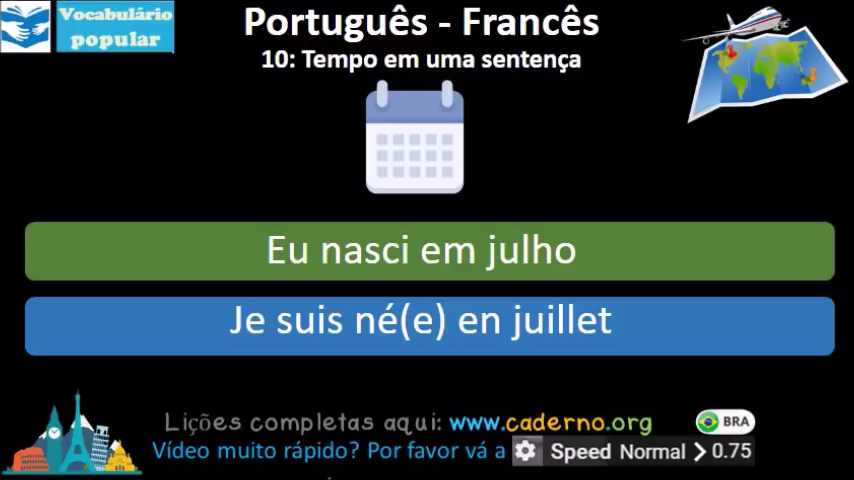 Vocabulário
popular
Português - Francês
10: Tempo em uma sentença
Eu nasci em julho
Je suis né(e) en juillet
Lições completas aqui: www.caderno.org
BRA
Vídeo muito rápido? Por favor vá a Speed Normal > 0.75